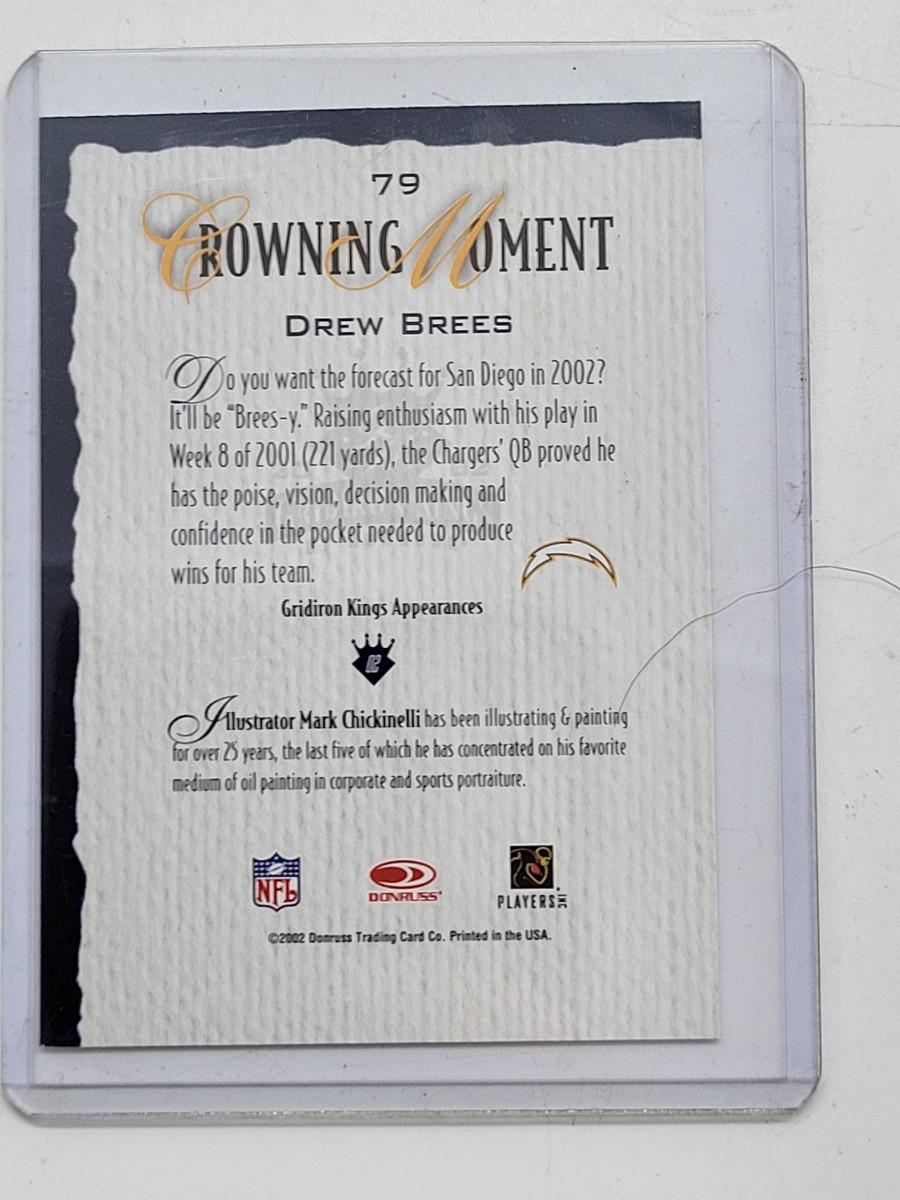 79
CROWNING MOMENT
DREW BREES
Do you want the forecast for San Diego in 2002?
It'll be "Brees-y." Raising enthusiasm with his play in
Week 8 of 2001 (221 yards), the Chargers' QB proved he
has the poise, vision, decision making and
confidence in the pocket needed to produce
wins for his team.
Gridiron Kings Appearances
02
Illustrator Mark Chickinelli has been illustrating & painting
for over 25 years, the last five of which he has concentrated on his favorite
medium of oil painting in corporate and sports portraiture.
NFL DONRUSS PLAYERS INC
©2002 Donruss Trading Card Co. Printed in the USA.